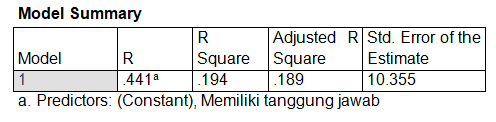 Model Summary
Model R R Square Adjusted R Square Std. Error of the Estimate
1 .441a .194 .189 10.355
a. Predictors: (Constant), Memiliki tanggung jawab